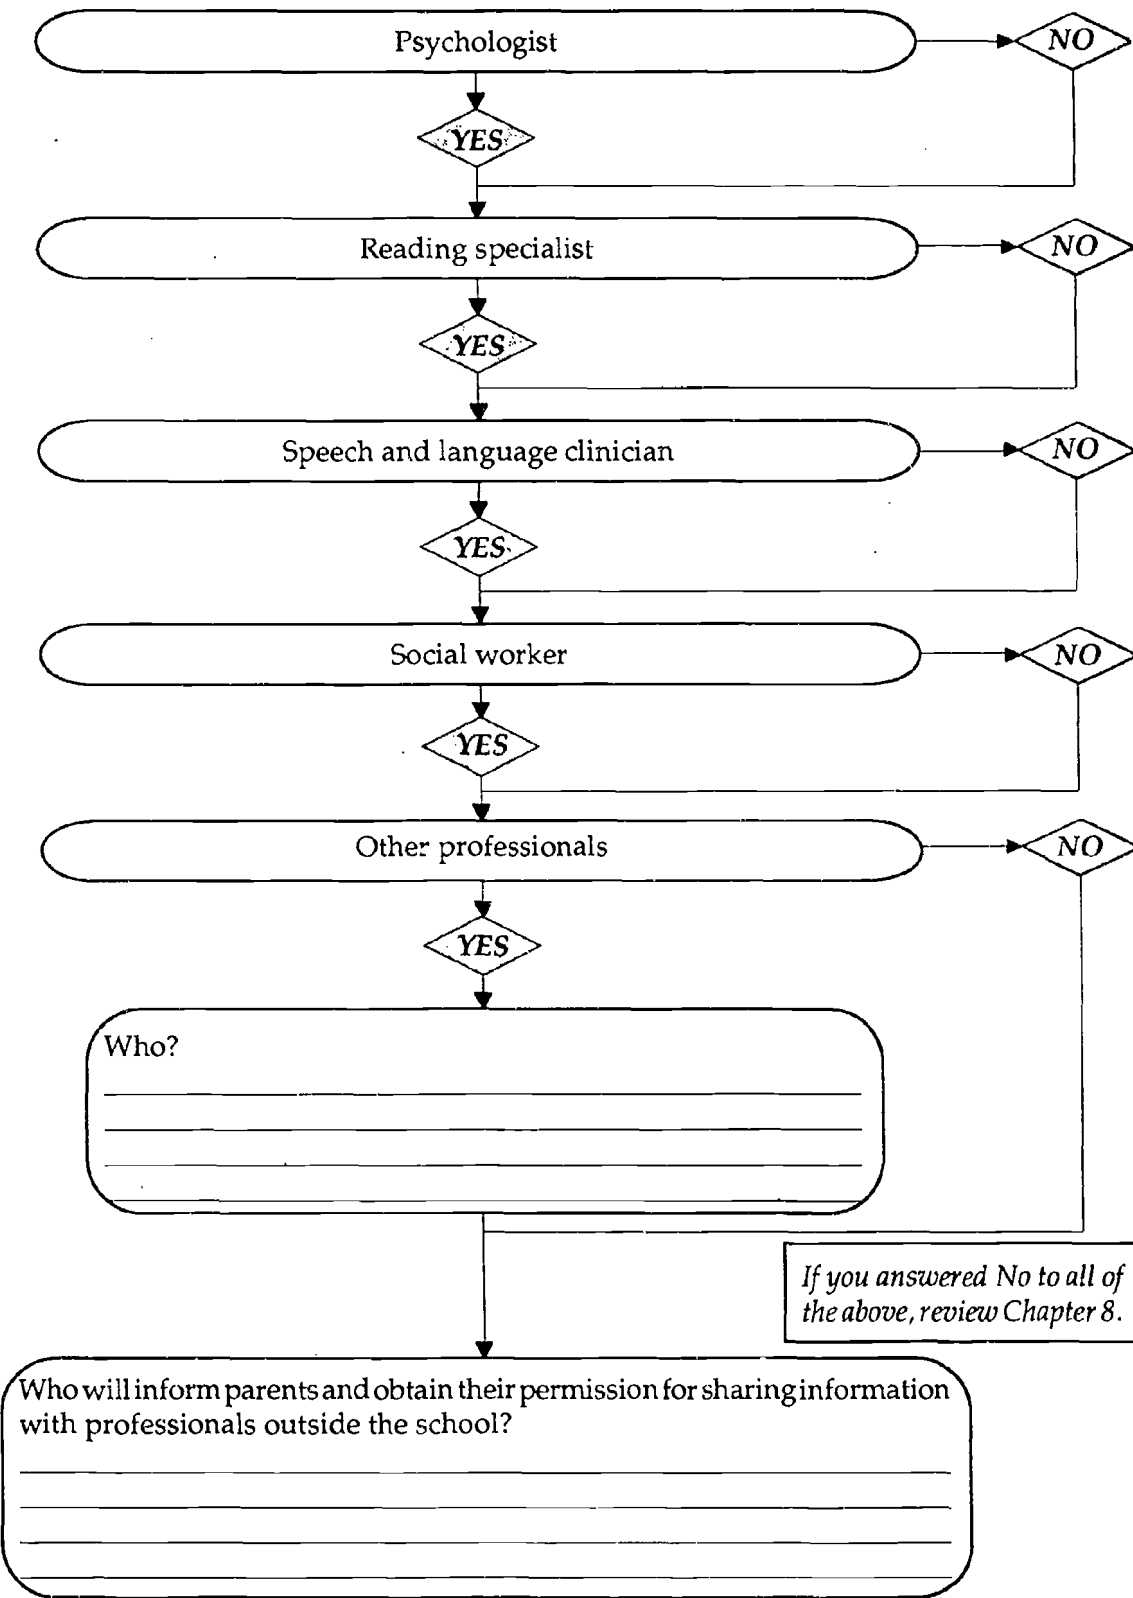 Psychologist
NO
YES
Reading specialist
NO
YES
Speech and language clinician
NO
YES
Social worker
NO
YES
Other professionals
NO
YES
Who?
If you answered No to all of
the above, review Chapter 8.
Who will inform parents and obtain their permission for sharing information
with professionals outside the school?